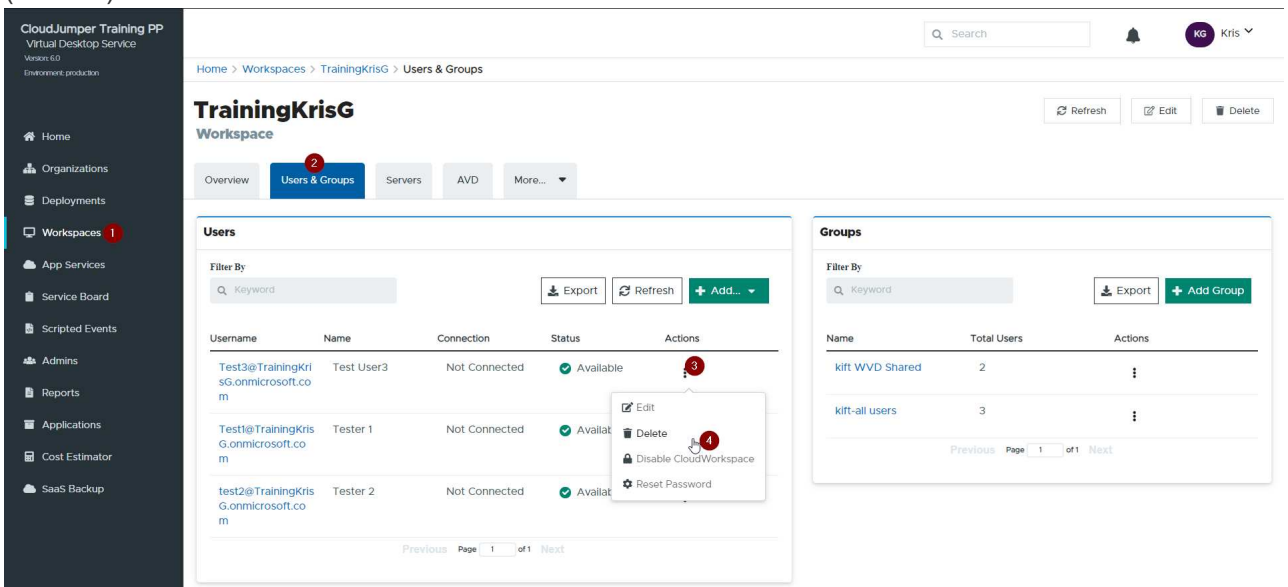 CloudJumper Training PP
Virtual Desktop Service
Version: 6.0
Environment: production
Search
KG Kris
Home > Workspaces > TrainingKrisG > Users & Groups
TrainingKrisG
Workspace
Refresh
Edit
Delete
Home
Organizations
Deployments
Workspaces 1
App Services
Service Board
Scripted Events
Admins
Reports
Applications
Cost Estimator
SaaS Backup
2
Overview
Users & Groups
Servers
AVD
More...
Users
Filter By
Keyword
Export
Refresh
+ Add...
Username Name Connection Status Actions
Test3@TrainingKri Test User3 Not Connected Available 3
sG.onmicrosoft.co
m
Test1@TrainingKris Tester 1 Not Connected Availab
G.onmicrosoft.co
m
test2@TrainingKris Tester 2 Not Connected Availab
G.onmicrosoft.co
m
Edit
Delete 4
Disable CloudWorkspace
Reset Password
Previous Page 1 of 1 Next
Groups
Filter By
Keyword
Export
+ Add Group
Name Total Users Actions
kift WVD Shared 2
kift-all users 3
Previous Page 1 of 1 Next